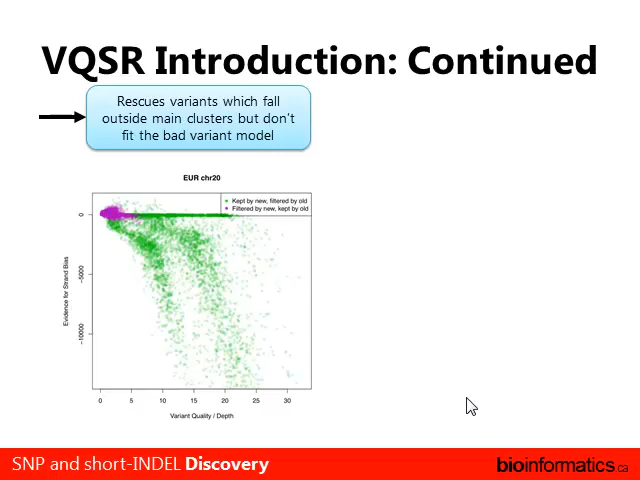 VQSR Introduction: Continued
Rescues variants which fall
outside main clusters but don't
fit the bad variant model
EUR chr20
Kept by new, filtered by old
Filtered by new, kept by old
Evidence for Strand Bias
0
-5000
-10000
0 5 10 15 20 25 30
Variant Quality / Depth
SNP and short-INDEL Discovery
bioinformatics.ca